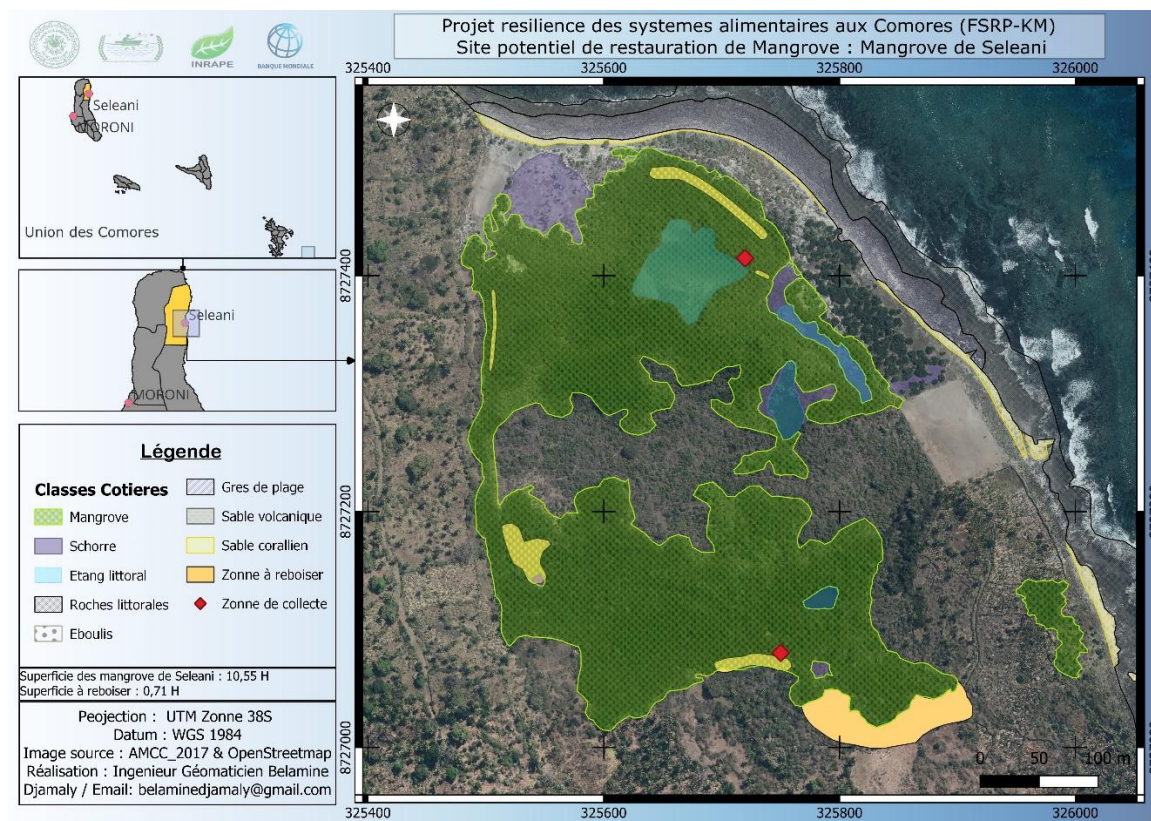 Projet resilience des systemes alimentaires aux Comores (FSRP-KM)
Site potentiel de restauration de Mangrove : Mangrove de Seleani
INRAPE
BANQUE MONDIALE
Seleani
MORONI
Union des Comores
Seleani
MORONI
Légende
Classes Cotieres
Mangrove
Schorre
Etang littoral
Roches littorales
Eboulis
Gres de plage
Sable volcanique
Sable corallien
Zonne à reboiser
Zonne de collecte
Superficie des mangrove de Seleani : 10,55 H
Superficie à reboiser : 0,71 H
Peojection : UTM Zonne 38S
Datum : WGS 1984
Image source : AMCC_2017 & OpenStreetmap
Réalisation : Ingenieur Géomaticien Belamine
Djamaly / Email: belaminedjamaly@gmail.com
325400 325600 325800 326000
8727400
8727200
8727000
0 50 100 m
325400 325600 325800 326000